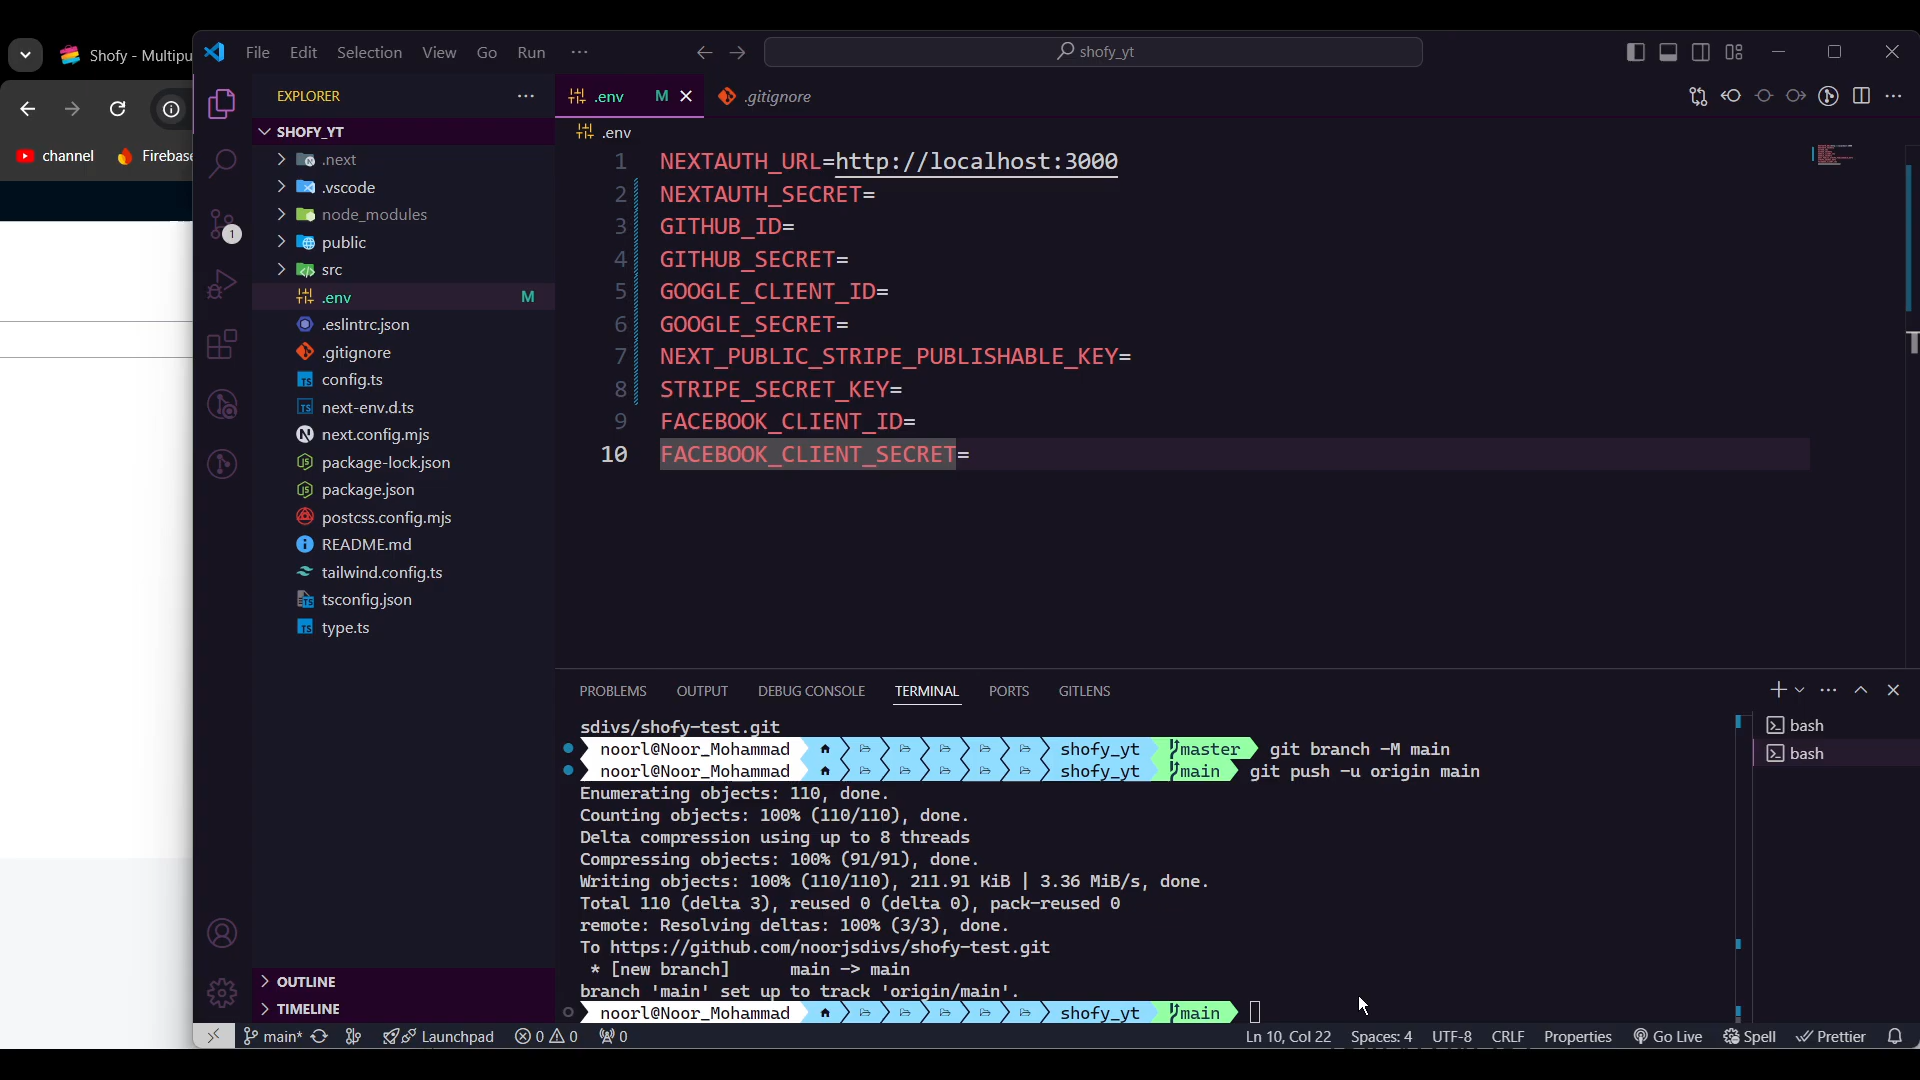 Shofy - Multipu
File Edit Selection View Go Run ···
shofy_yt
channel
Firebase
EXPLORER
SHOFY_YT
.next
.vscode
node_modules
public
src
.env M
.eslintrc.json
.gitignore
config.ts
next-env.d.ts
next.config.mjs
package-lock.json
package.json
postcss.config.mjs
README.md
tailwind.config.ts
tsconfig.json
type.ts
OUTLINE
TIMELINE
1
.env M
.gitignore
.env
1 NEXTAUTH_URL=http://localhost:3000
2 NEXTAUTH_SECRET=
3 GITHUB_ID=
4 GITHUB_SECRET=
5 GOOGLE_CLIENT_ID=
6 GOOGLE_SECRET=
7 NEXT_PUBLIC_STRIPE_PUBLISHABLE_KEY=
8 STRIPE_SECRET_KEY=
9 FACEBOOK_CLIENT_ID=
10 FACEBOOK_CLIENT_SECRET=
PROBLEMS OUTPUT DEBUG CONSOLE TERMINAL PORTS GITLENS
sdivs/shofy-test.git
noorl@Noor_Mohammad shofy_yt master git branch -M main
noorl@Noor_Mohammad shofy_yt main git push -u origin main
Enumerating objects: 110, done.
Counting objects: 100% (110/110), done.
Delta compression using up to 8 threads
Compressing objects: 100% (91/91), done.
Writing objects: 100% (110/110), 211.91 KiB | 3.36 MiB/s, done.
Total 110 (delta 3), reused 0 (delta 0), pack-reused 0
remote: Resolving deltas: 100% (3/3), done.
To https://github.com/noorjsdivs/shofy-test.git
* [new branch] main -> main
branch 'main' set up to track 'origin/main'.
noorl@Noor_Mohammad shofy_yt main
bash
bash
main* Launchpad 0 0 0 Ln 10, Col 22 Spaces: 4 UTF-8 CRLF Properties Go Live Spell Prettier